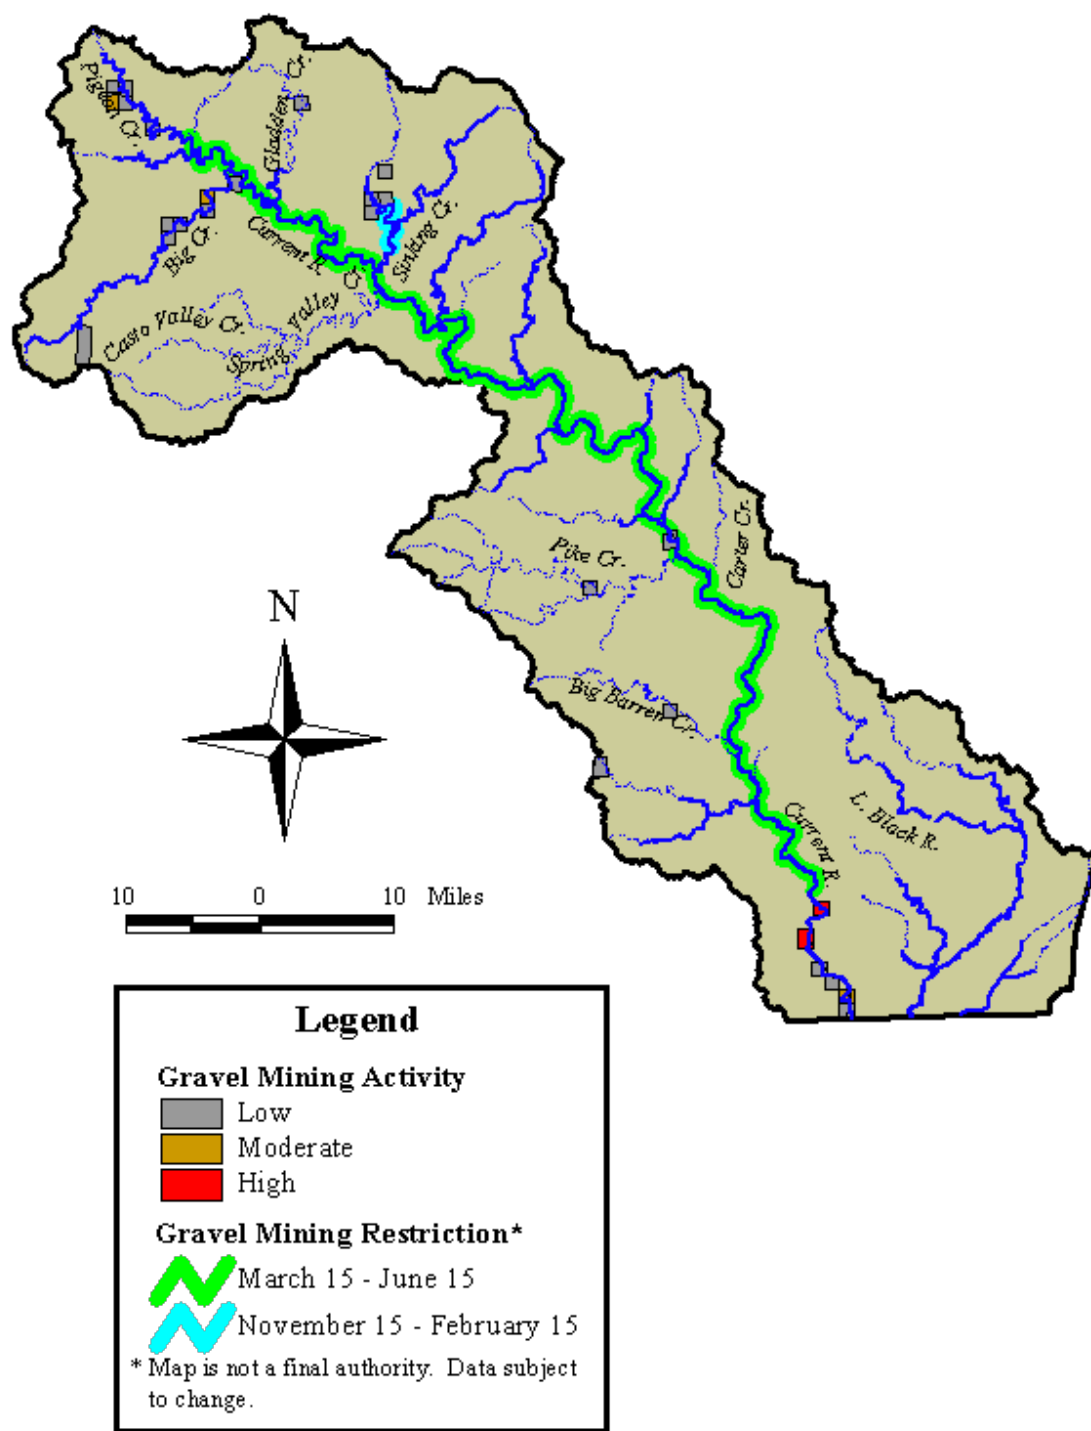 Pigeon Cr.
Gladden Cr.
Sinking Cr.
Current R.
Big Cr.
Casto Valley Cr.
Spring Valley Cr.
Carter Cr.
Pike Cr.
Big Barren Cr.
L. Black R.
Current R.
N
10 0 10 Miles
Legend
Gravel Mining Activity
Low
Moderate
High
Gravel Mining Restriction*
March 15 - June 15
November 15 - February 15
* Map is not a final authority. Data subject
to change.